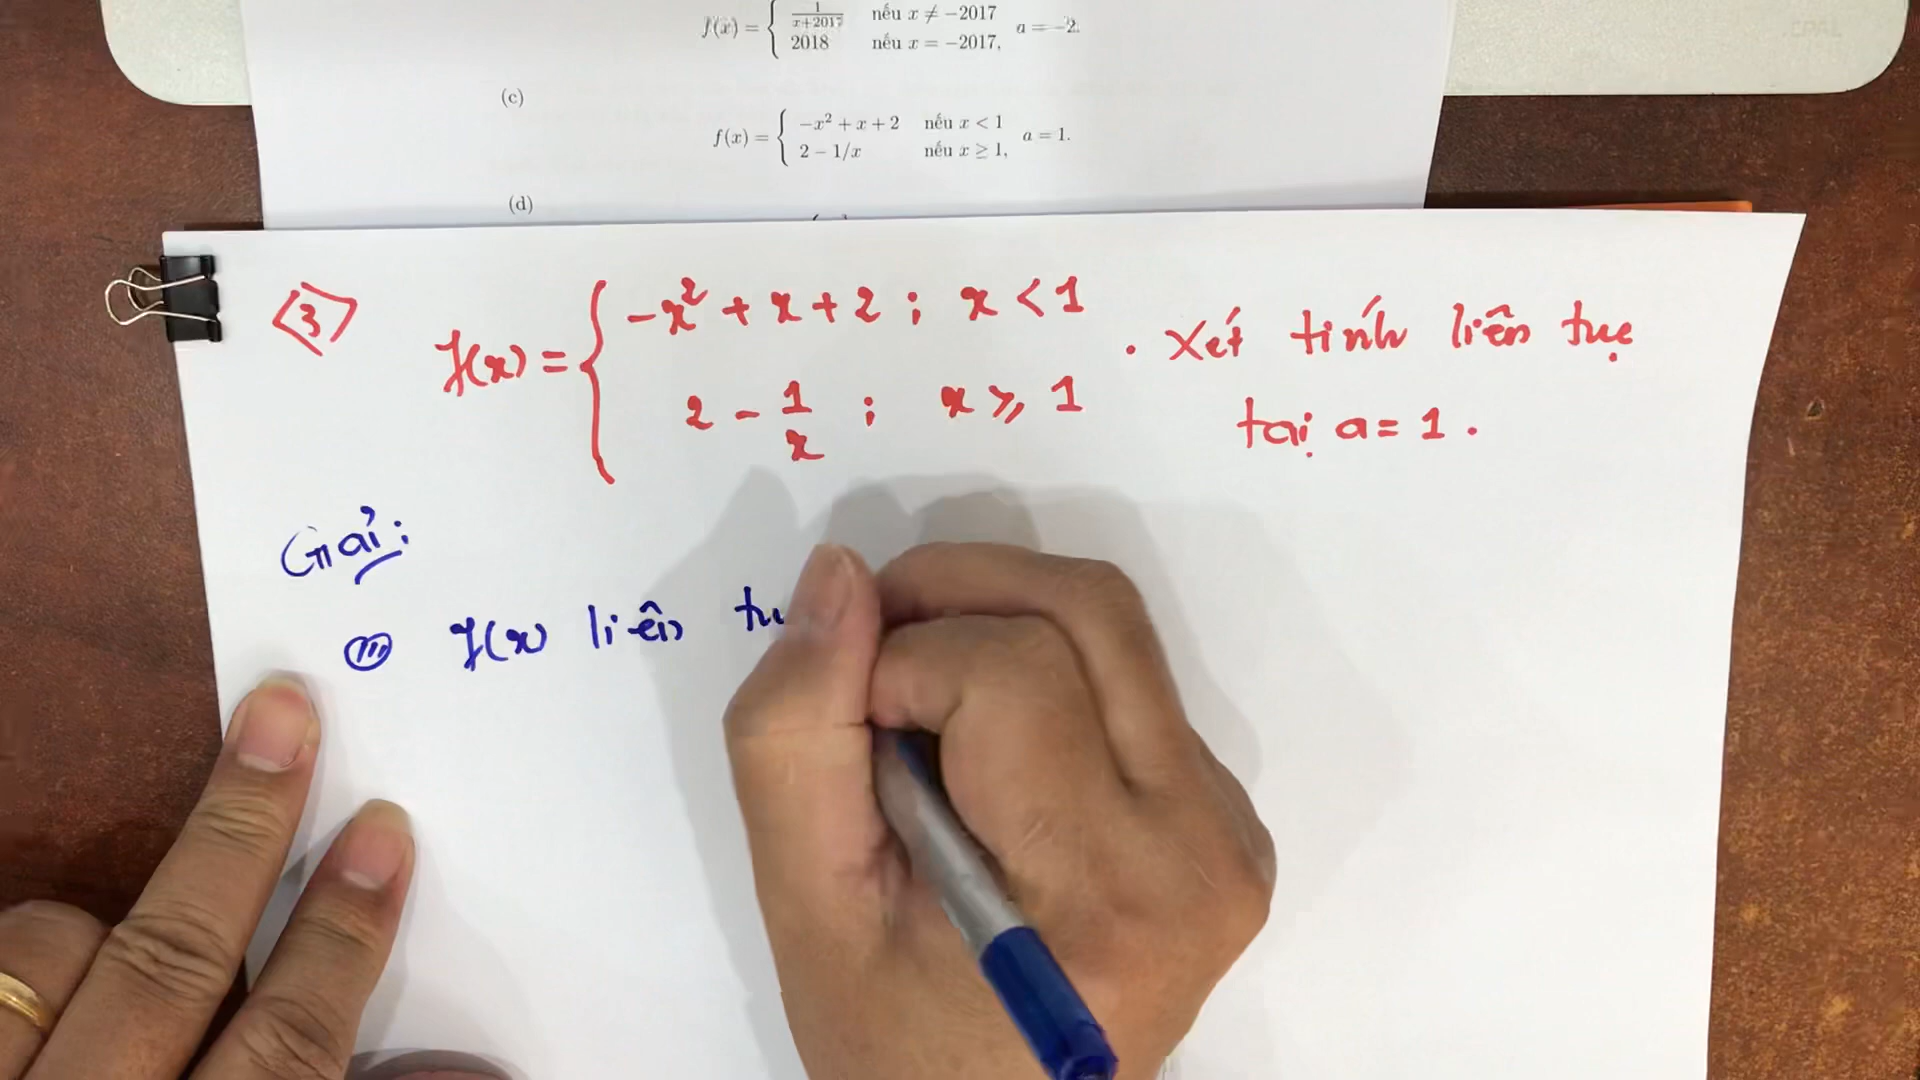 f(x) = { 1/(x+2017) nếu x ≠ −2017
2018 nếu x = −2017, a = −2.
(c)
f(x) = { −x² + x + 2 nếu x < 1
2 − 1/x nếu x ≥ 1, a = 1.
(d)
<3> f(x) = { −x² + x + 2 ; x < 1 . Xét tính liên tục
2 − 1/x ; x ⩾ 1 tại a = 1 .
Giải:
f(x) liên